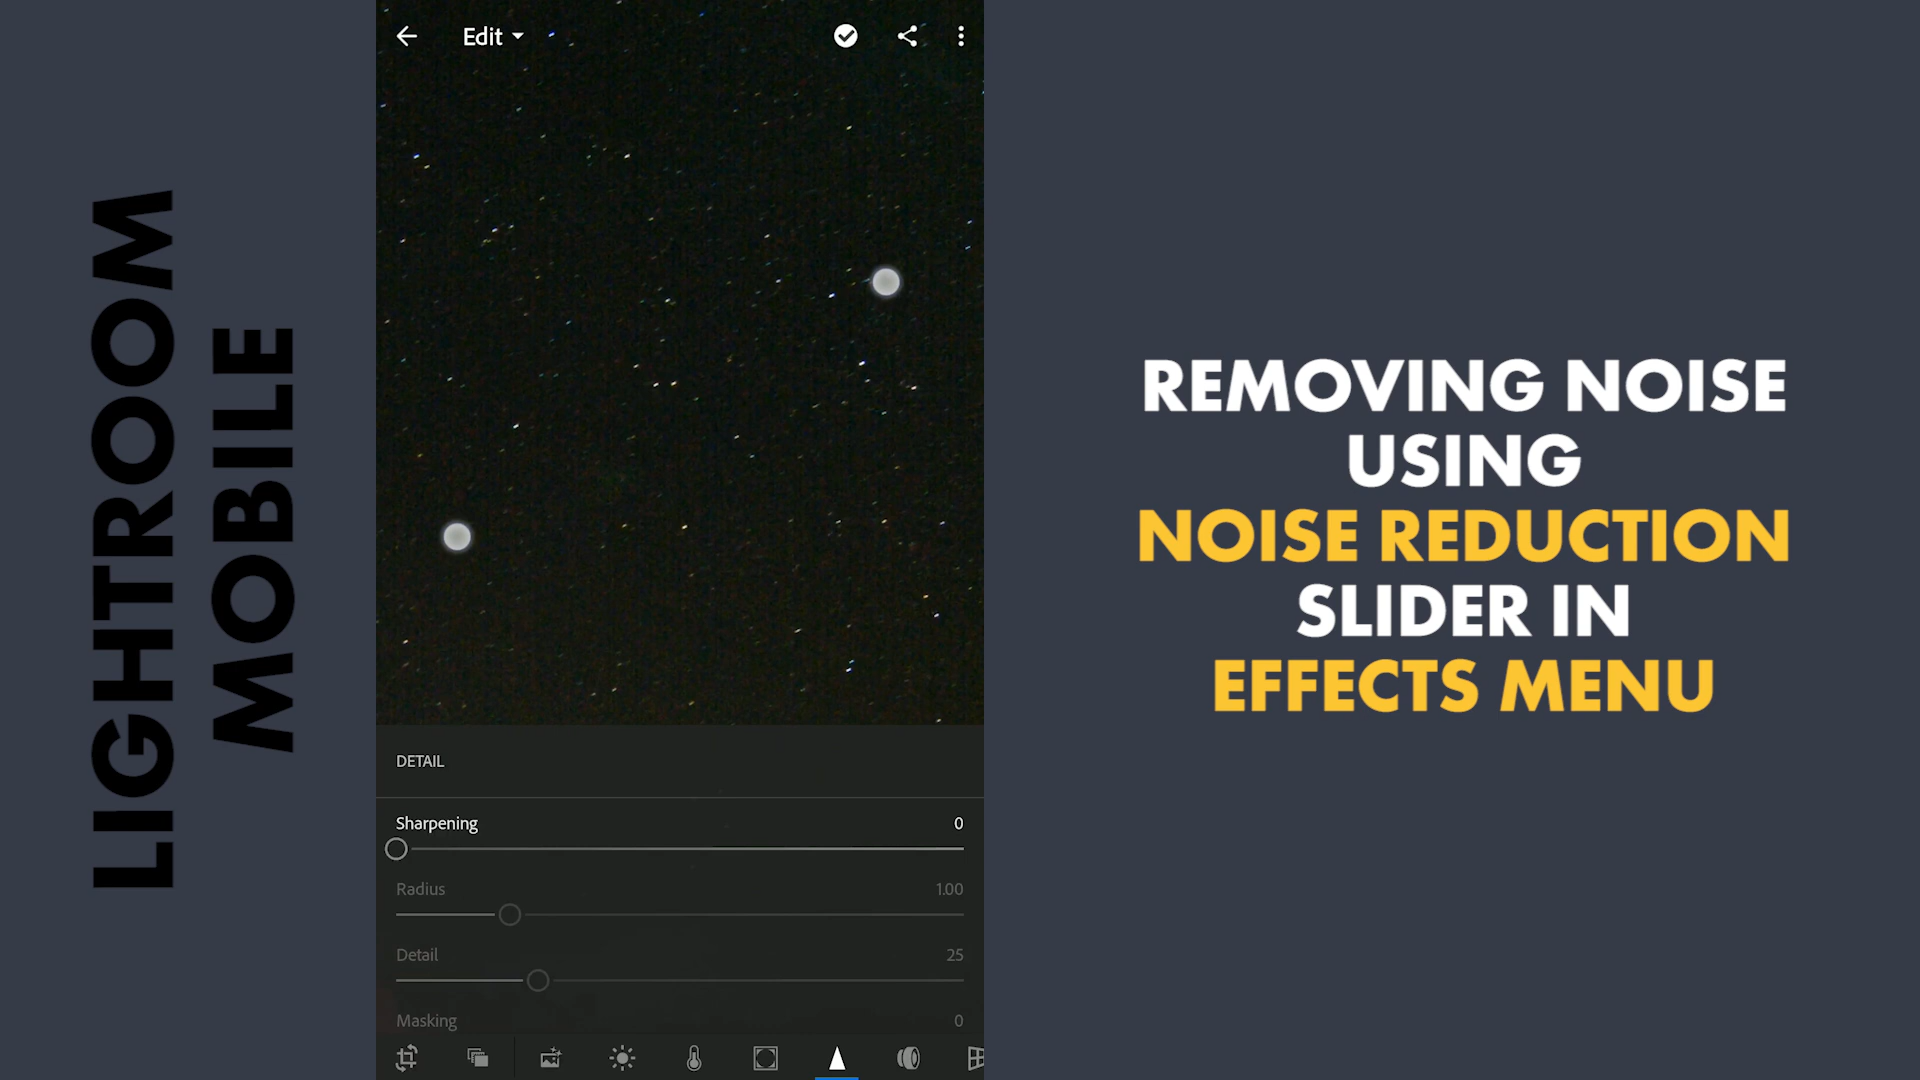 LIGHTROOM
MOBILE
Edit
DETAIL
Sharpening 0
Radius 1.00
Detail 25
Masking 0
REMOVING NOISE
USING
NOISE REDUCTION
SLIDER IN
EFFECTS MENU